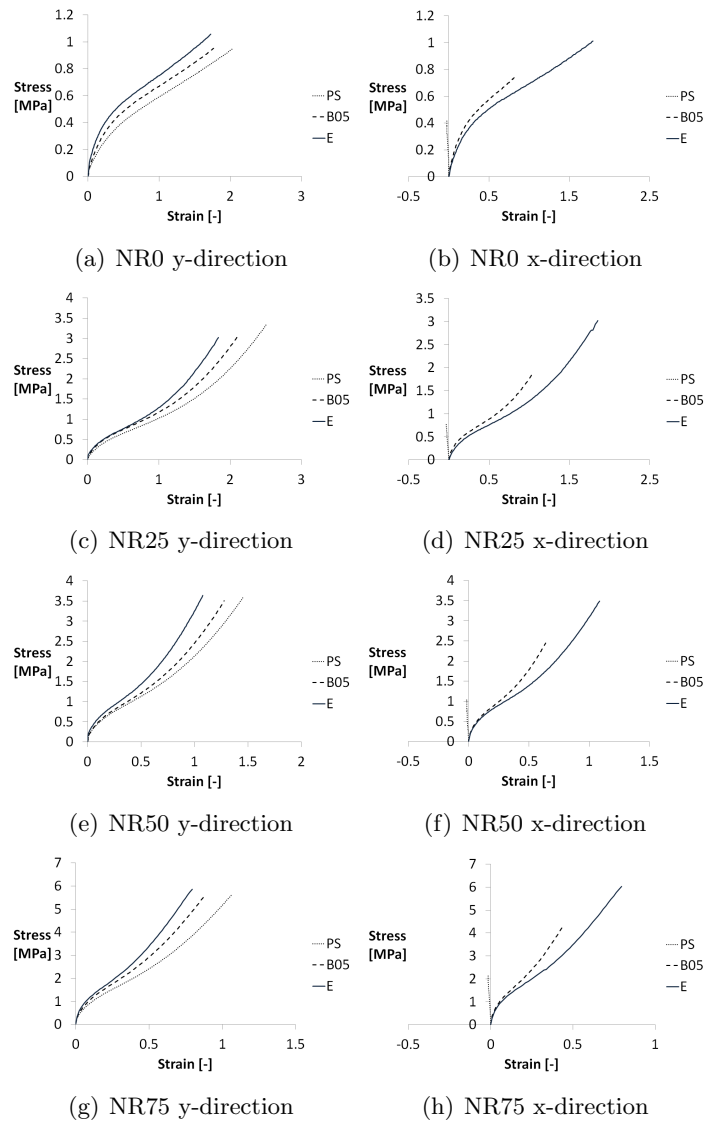 1.2
1
0.8
Stress
[MPa]
0.6
0.4
0.2
0
0
1
2
3
Strain [-]
PS
B05
E
(a) NR0 y-direction
1.2
1
0.8
Stress
[MPa]
0.6
0.4
0.2
0
-0.5
0.5
1.5
2.5
Strain [-]
PS
B05
E
(b) NR0 x-direction
4
3.5
3
2.5
Stress
[MPa]
2
1.5
1
0.5
0
0
1
2
3
Strain [-]
PS
B05
E
(c) NR25 y-direction
3.5
3
2.5
Stress
[MPa]
2
1.5
1
0.5
0
-0.5
0.5
1.5
2.5
Strain [-]
PS
B05
E
(d) NR25 x-direction
4
3.5
3
2.5
Stress
[MPa]
2
1.5
1
0.5
0
0
0.5
1
1.5
2
Strain [-]
PS
B05
E
(e) NR50 y-direction
4
3.5
3
2.5
Stress
[MPa]
2
1.5
1
0.5
0
-0.5
0
0.5
1
1.5
Strain [-]
PS
B05
E
(f) NR50 x-direction
7
6
5
Stress
[MPa]
4
3
2
1
0
0
0.5
1
1.5
Strain [-]
PS
B05
E
(g) NR75 y-direction
7
6
5
Stress
[MPa]
4
3
2
1
0
-0.5
0
0.5
1
Strain [-]
PS
B05
E
(h) NR75 x-direction